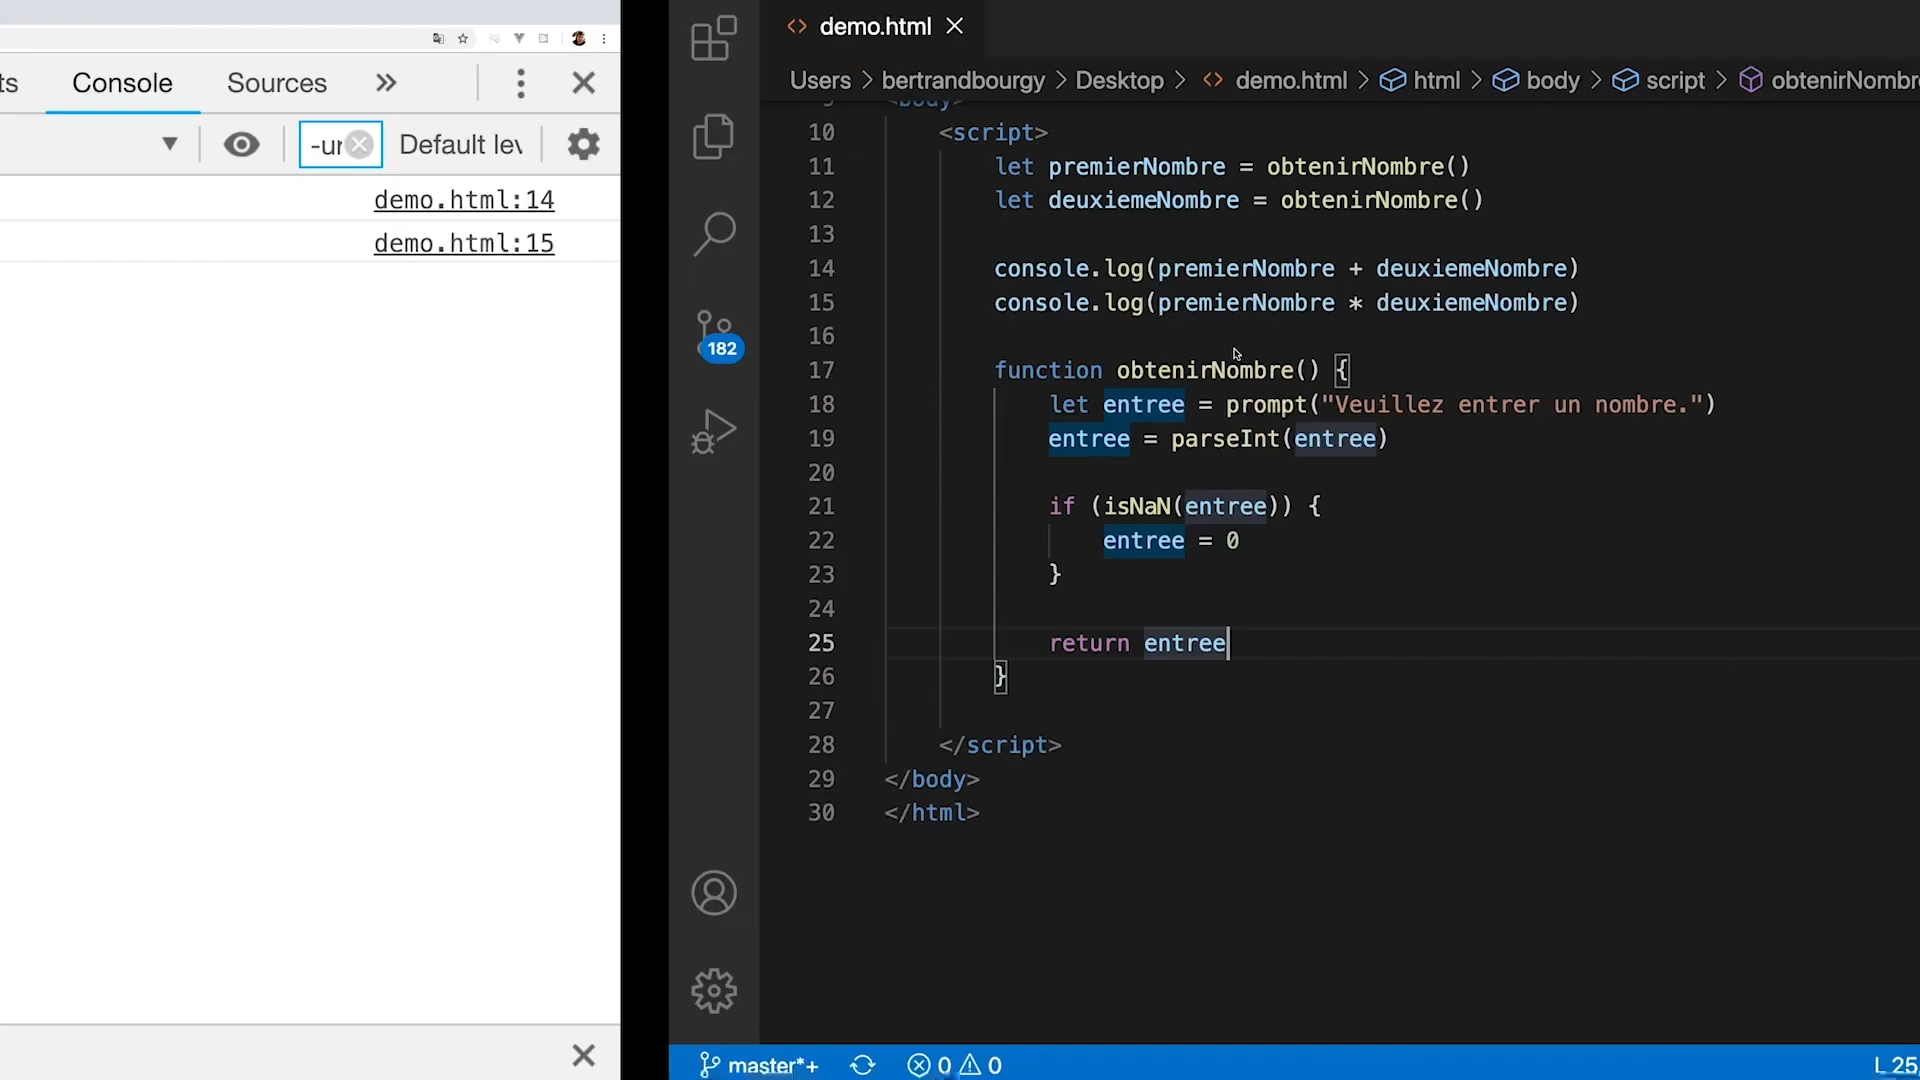 ts Console Sources »
-ur Default lev
demo.html:14
demo.html:15
demo.html
Users > bertrandbourgy > Desktop > demo.html > html > body > script > obtenirNombre
9 <body>
10 <script>
11 let premierNombre = obtenirNombre()
12 let deuxiemeNombre = obtenirNombre()
13
14 console.log(premierNombre + deuxiemeNombre)
15 console.log(premierNombre * deuxiemeNombre)
16
17 function obtenirNombre() {
18 let entree = prompt("Veuillez entrer un nombre.")
19 entree = parseInt(entree)
20
21 if (isNaN(entree)) {
22 entree = 0
23 }
24
25 return entree
26 }
27
28 </script>
29 </body>
30 </html>
182
master*+ 0 0
L 25